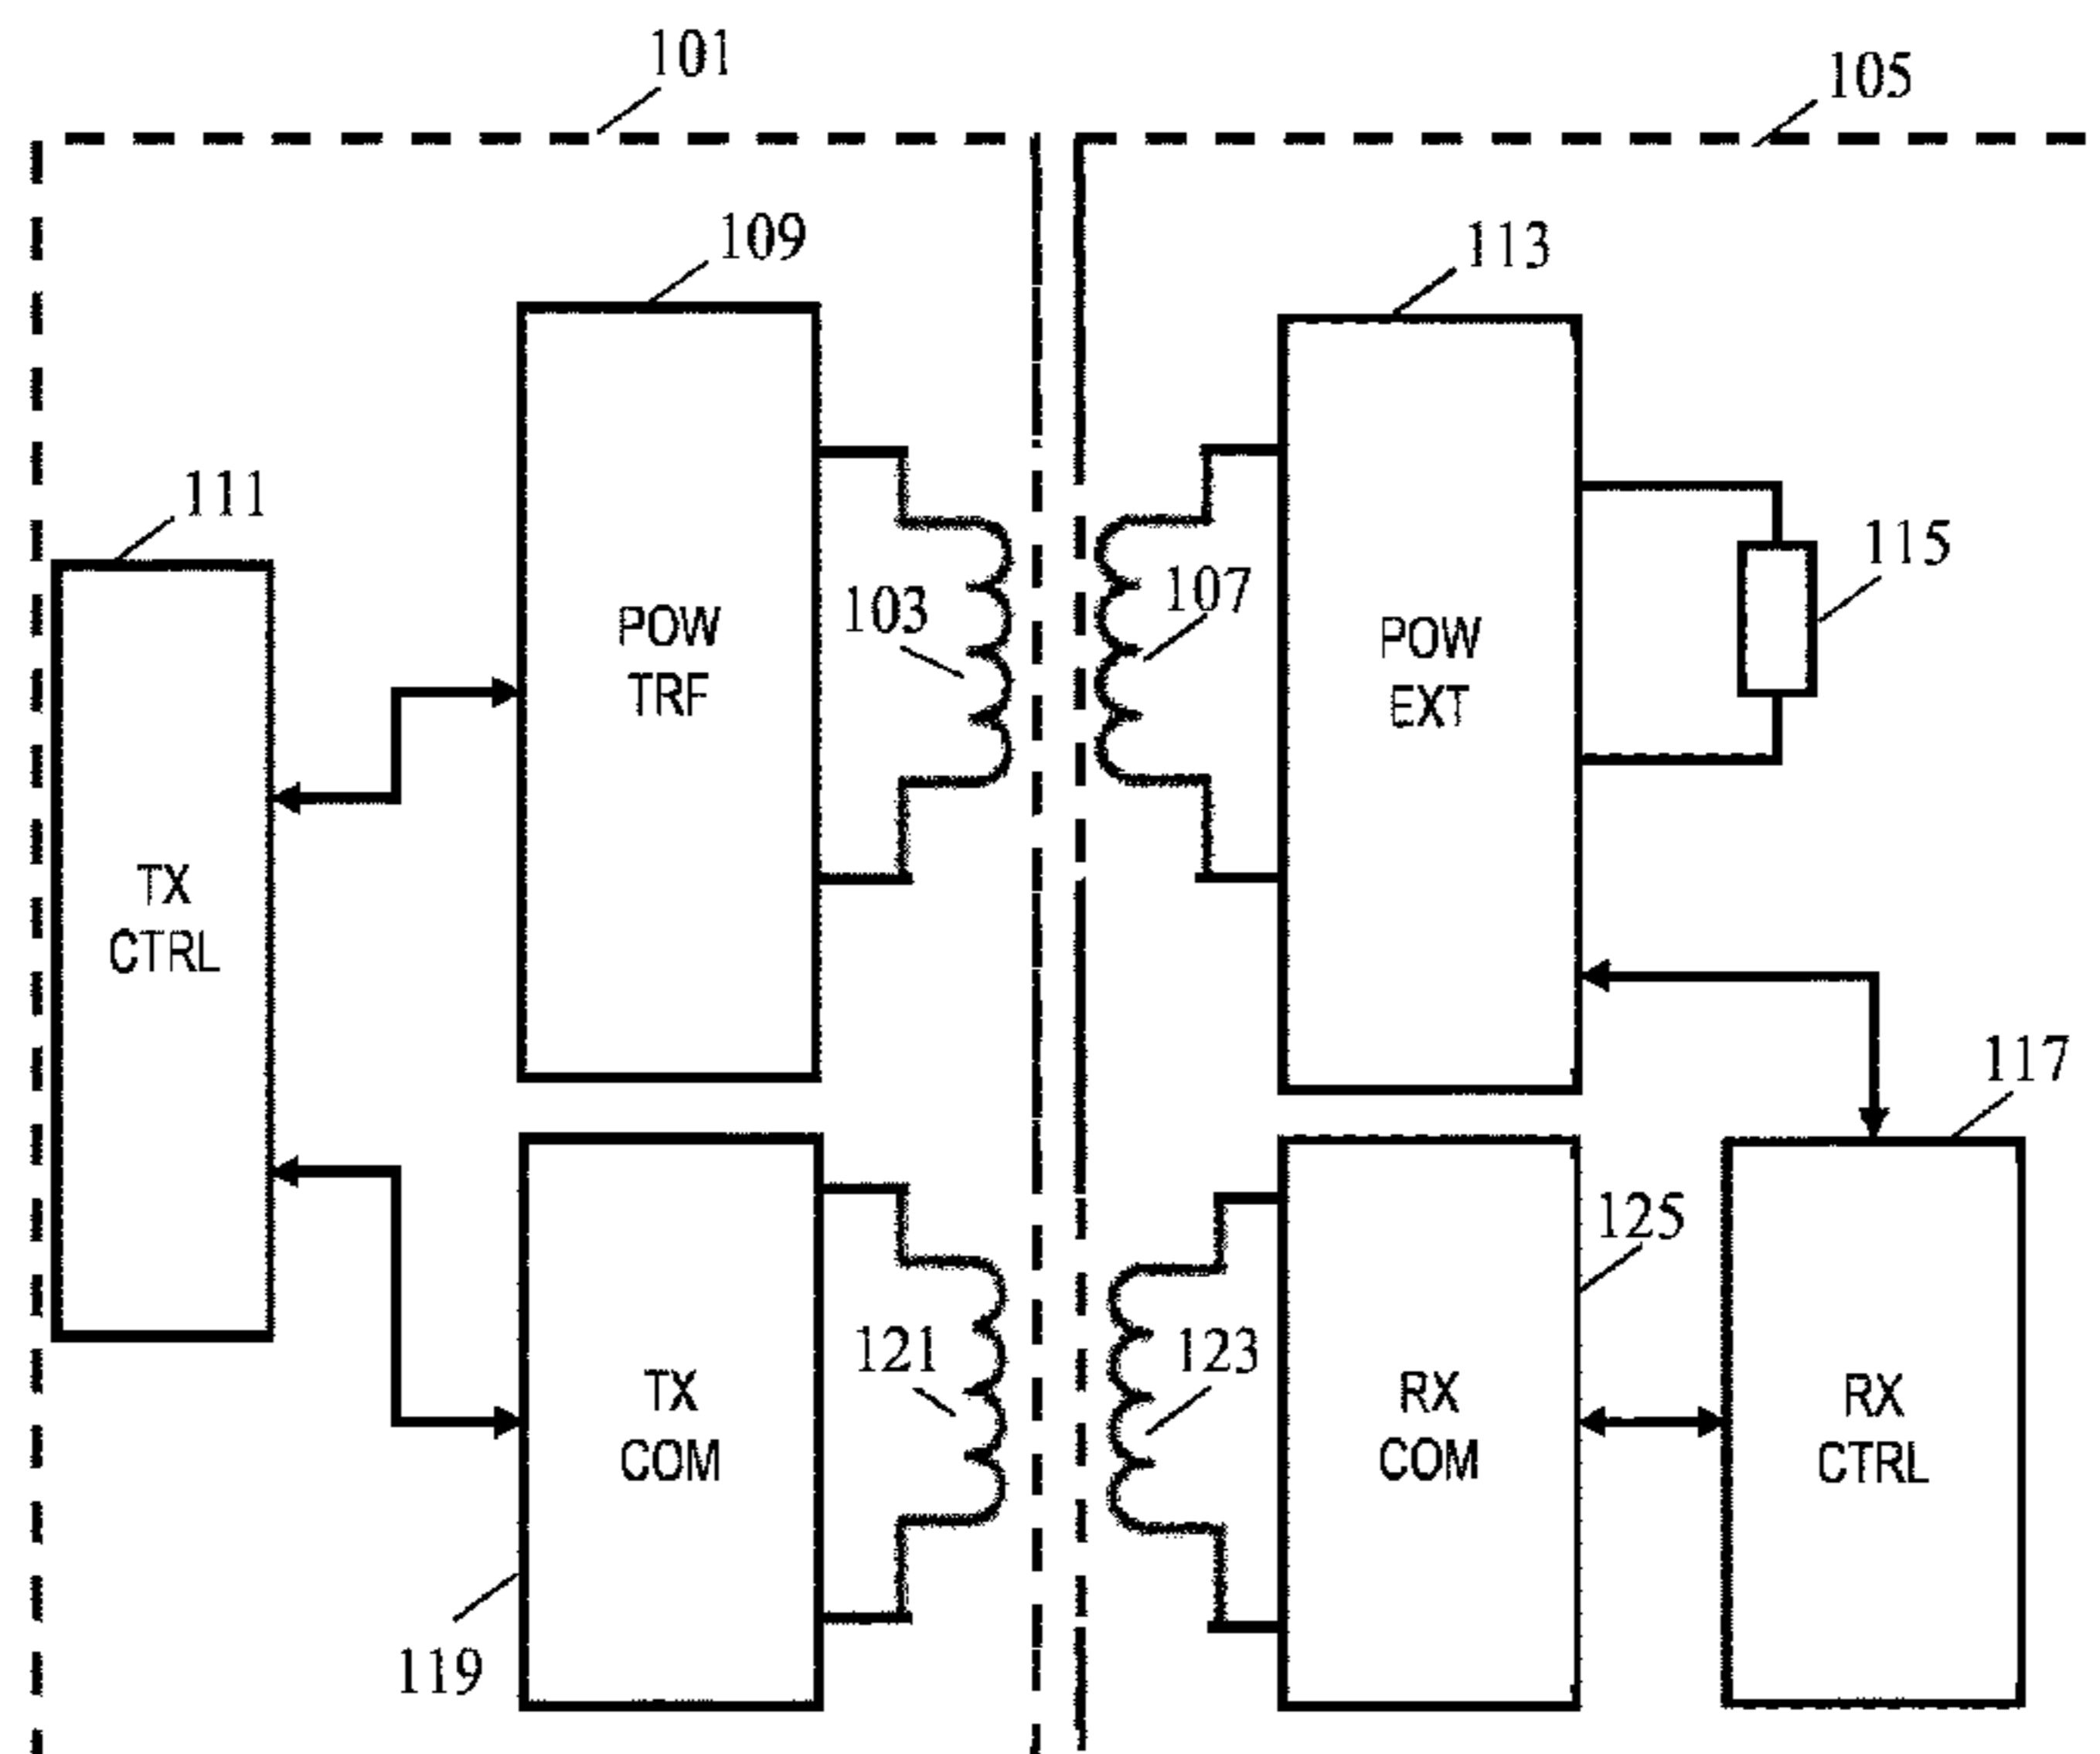 101
105
109
113
111
115
103
107
POW
TRF
POW
EXT
TX
CTRL
117
125
121
123
TX
COM
RX
COM
RX
CTRL
119